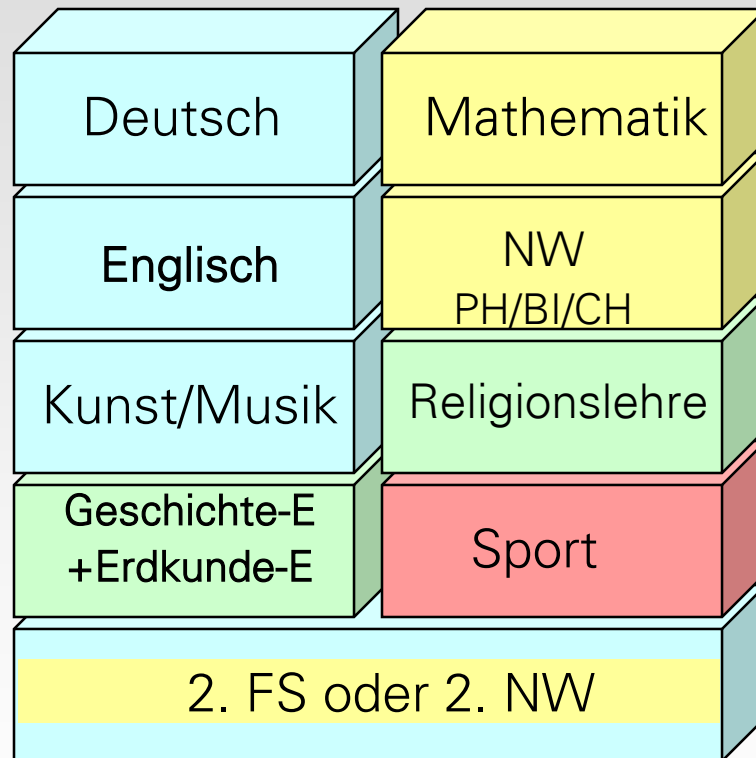 Deutsch
Mathematik
Englisch
NW
PH/BI/CH
Kunst/Musik
Religionslehre
Geschichte-E
+Erdkunde-E
Sport
2. FS oder 2. NW